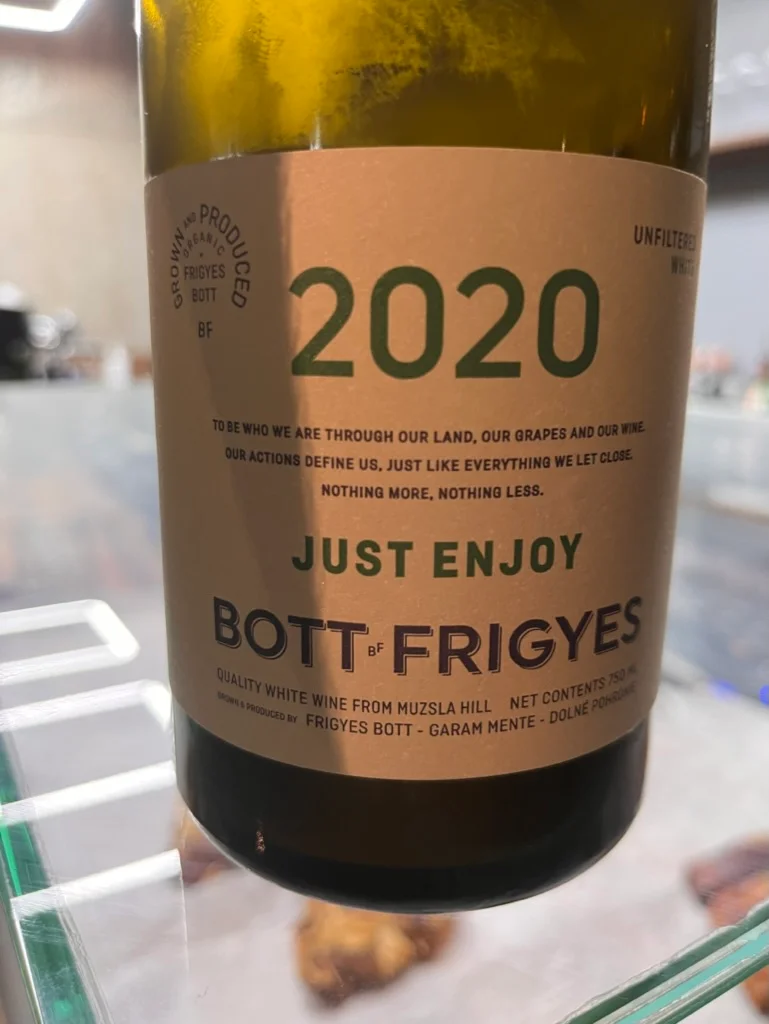 GROWN AND PRODUCED
ORGANIC
FRIGYES
BOTT
BF
UNFILTERED
WHITE
2020
TO BE WHO WE ARE THROUGH OUR LAND, OUR GRAPES AND OUR WINE.
OUR ACTIONS DEFINE US, JUST LIKE EVERYTHING WE LET CLOSE.
NOTHING MORE, NOTHING LESS.
JUST ENJOY
BOTT BF FRIGYES
QUALITY WHITE WINE FROM MUZSLA HILL NET CONTENTS 750 ML
GROWN & PRODUCED BY FRIGYES BOTT - GARAM MENTE - DOLNÉ POHRONIE